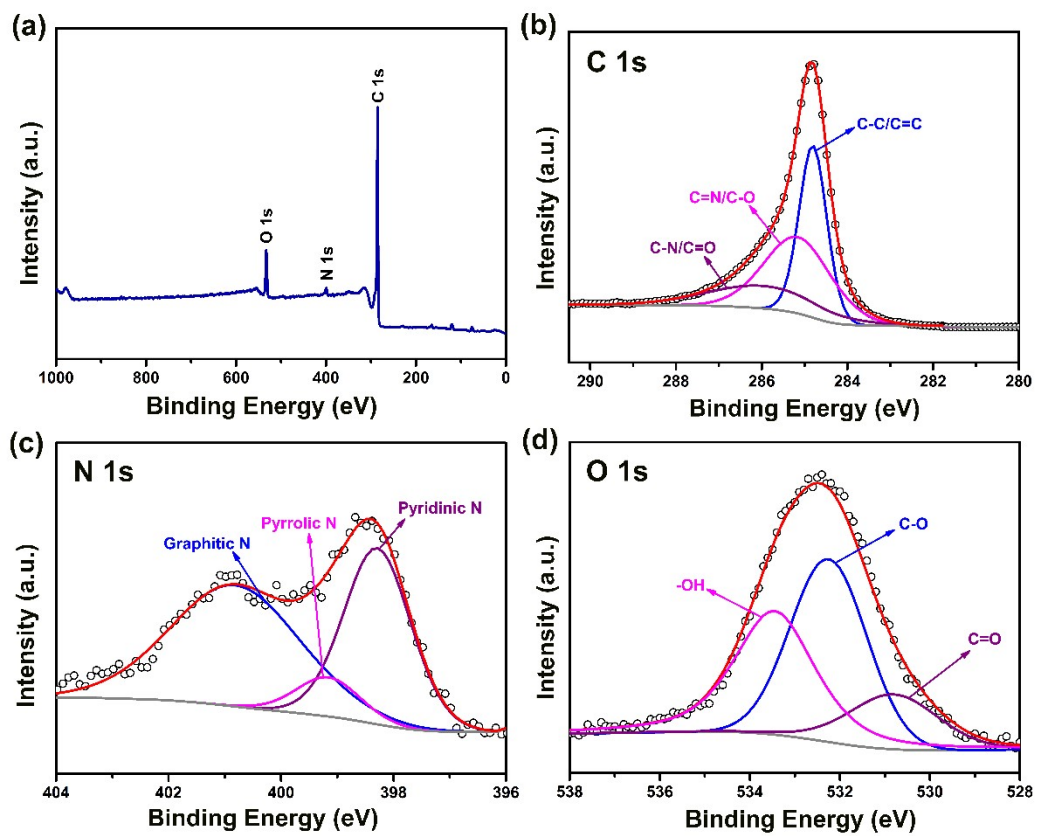 (a)
Intensity (a.u.)
O 1s
N 1s
C 1s
1000 800 600 400 200 0
Binding Energy (eV)
(b)
C 1s
Intensity (a.u.)
C-C/C=C
C=N/C-O
C-N/C=O
290 288 286 284 282 280
Binding Energy (eV)
(c)
N 1s
Intensity (a.u.)
Pyridinic N
Pyrrolic N
Graphitic N
404 402 400 398 396
Binding Energy (eV)
(d)
O 1s
Intensity (a.u.)
C-O
-OH
C=O
538 536 534 532 530 528
Binding Energy (eV)